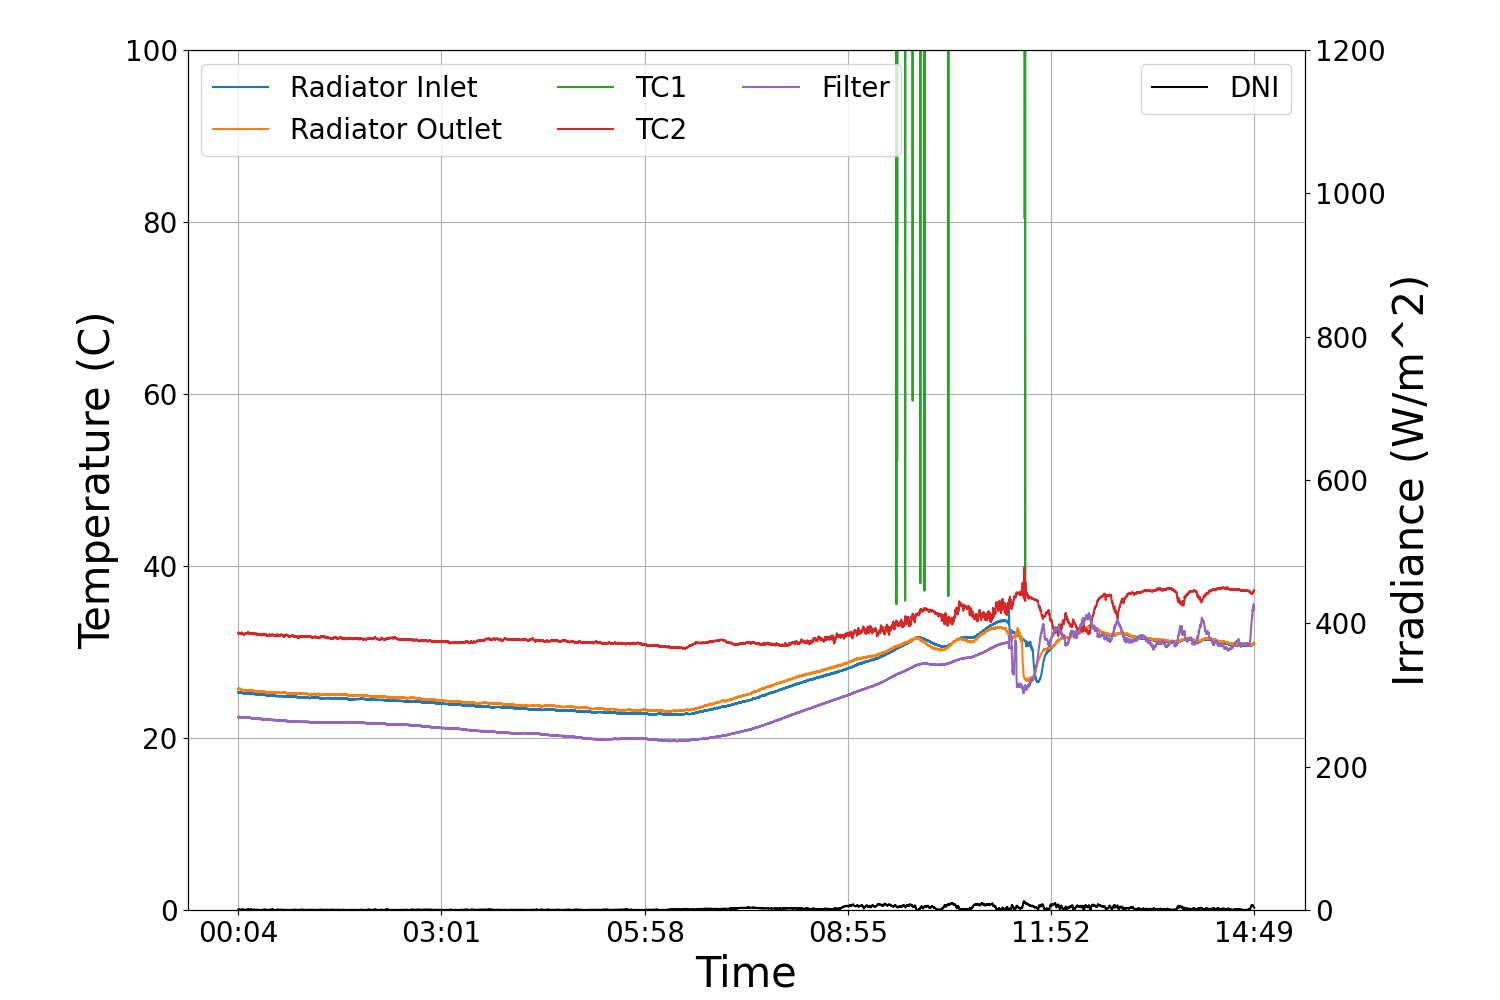 100
80
60
40
20
0
Temperature (C)
Radiator Inlet
Radiator Outlet
TC1
TC2
Filter
DNI
1200
1000
800
600
400
200
0
Irradiance (W/m^2)
00:04 03:01 05:58 08:55 11:52 14:49
Time